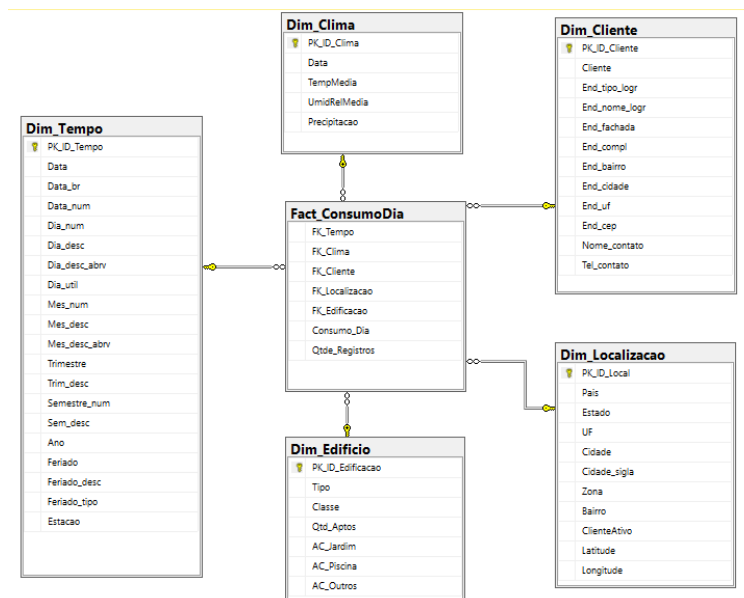 Dim_Clima
PK_ID_Clima
Data
TempMedia
UmidRelMedia
Precipitacao
Dim_Cliente
PK_ID_Cliente
Cliente
End_tipo_logr
End_nome_logr
End_fachada
End_compl
End_bairro
End_cidade
End_uf
End_cep
Nome_contato
Tel_contato
Dim_Tempo
PK_ID_Tempo
Data
Data_br
Data_num
Dia_num
Dia_desc
Dia_desc_abrv
Dia_util
Mes_num
Mes_desc
Mes_desc_abrv
Trimestre
Trim_desc
Semestre_num
Sem_desc
Ano
Feriado
Feriado_desc
Feriado_tipo
Estacao
Fact_ConsumoDia
FK_Tempo
FK_Clima
FK_Cliente
FK_Localizacao
FK_Edificacao
Consumo_Dia
Qtde_Registros
Dim_Localizacao
PK_ID_Local
Pais
Estado
UF
Cidade
Cidade_sigla
Zona
Bairro
ClienteAtivo
Latitude
Longitude
Dim_Edificio
PK_ID_Edificacao
Tipo
Classe
Qtd_Aptos
AC_Jardim
AC_Piscina
AC_Outros